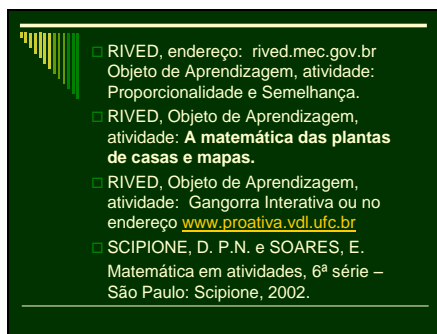 RIVED, endereço: rived.mec.gov.br
Objeto de Aprendizagem, atividade:
Proporcionalidade e Semelhança.
RIVED, Objeto de Aprendizagem,
atividade: A matemática das plantas
de casas e mapas.
RIVED, Objeto de Aprendizagem,
atividade: Gangorra Interativa ou no
endereço www.proativa.vdl.ufc.br
SCIPIONE, D. P.N. e SOARES, E.
Matemática em atividades, 6ª série –
São Paulo: Scipione, 2002.